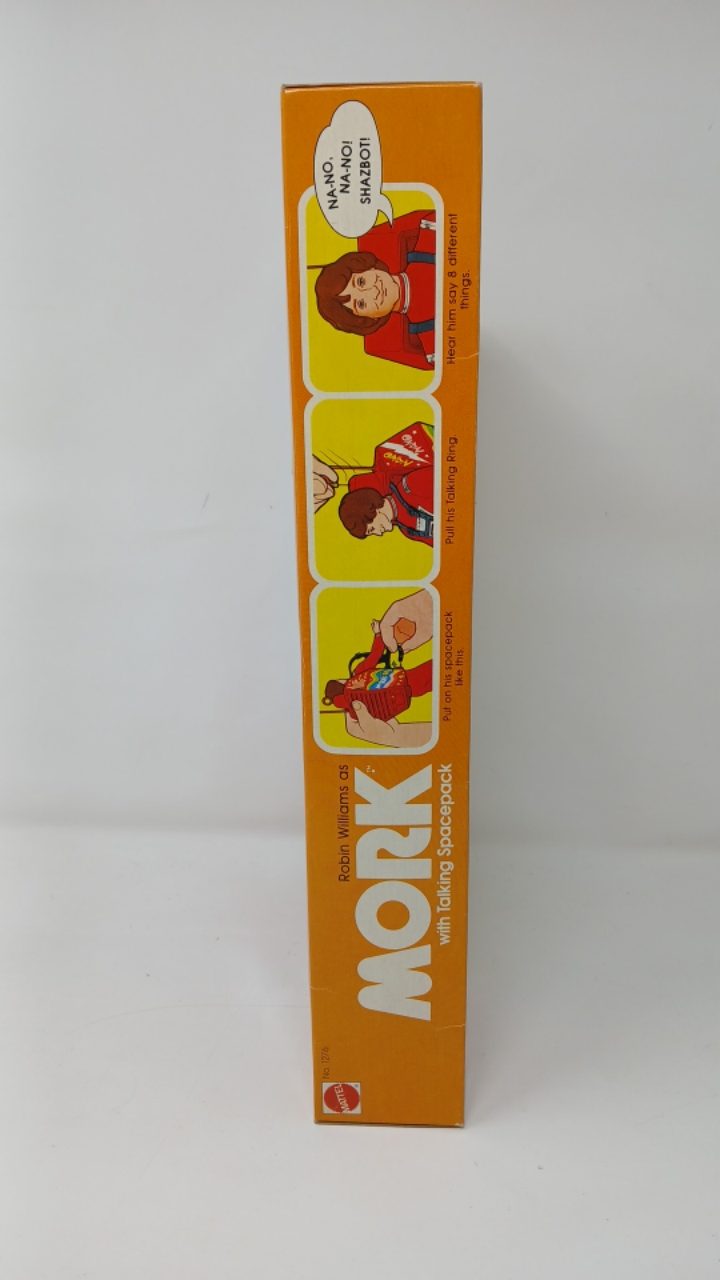 MATTEL
No. 1276
Robin Williams as
MORK™
with Talking Spacepack
Put on his spacepack
like this.
Pull his Talking Ring.
Hear him say 8 different
things.
NA-NO,
NA-NO!
SHAZBOT!